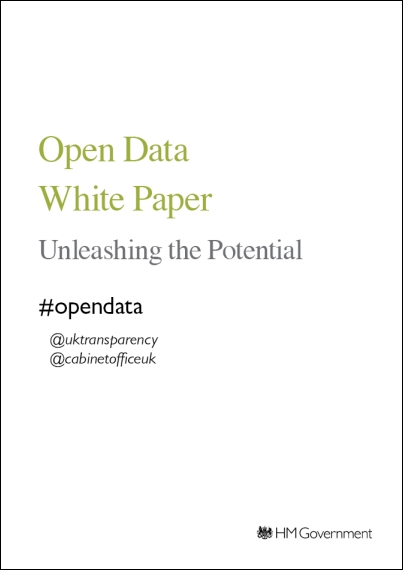 Open Data
White Paper
Unleashing the Potential
#opendata
@uktransparency
@cabinetofficeuk
HM Government